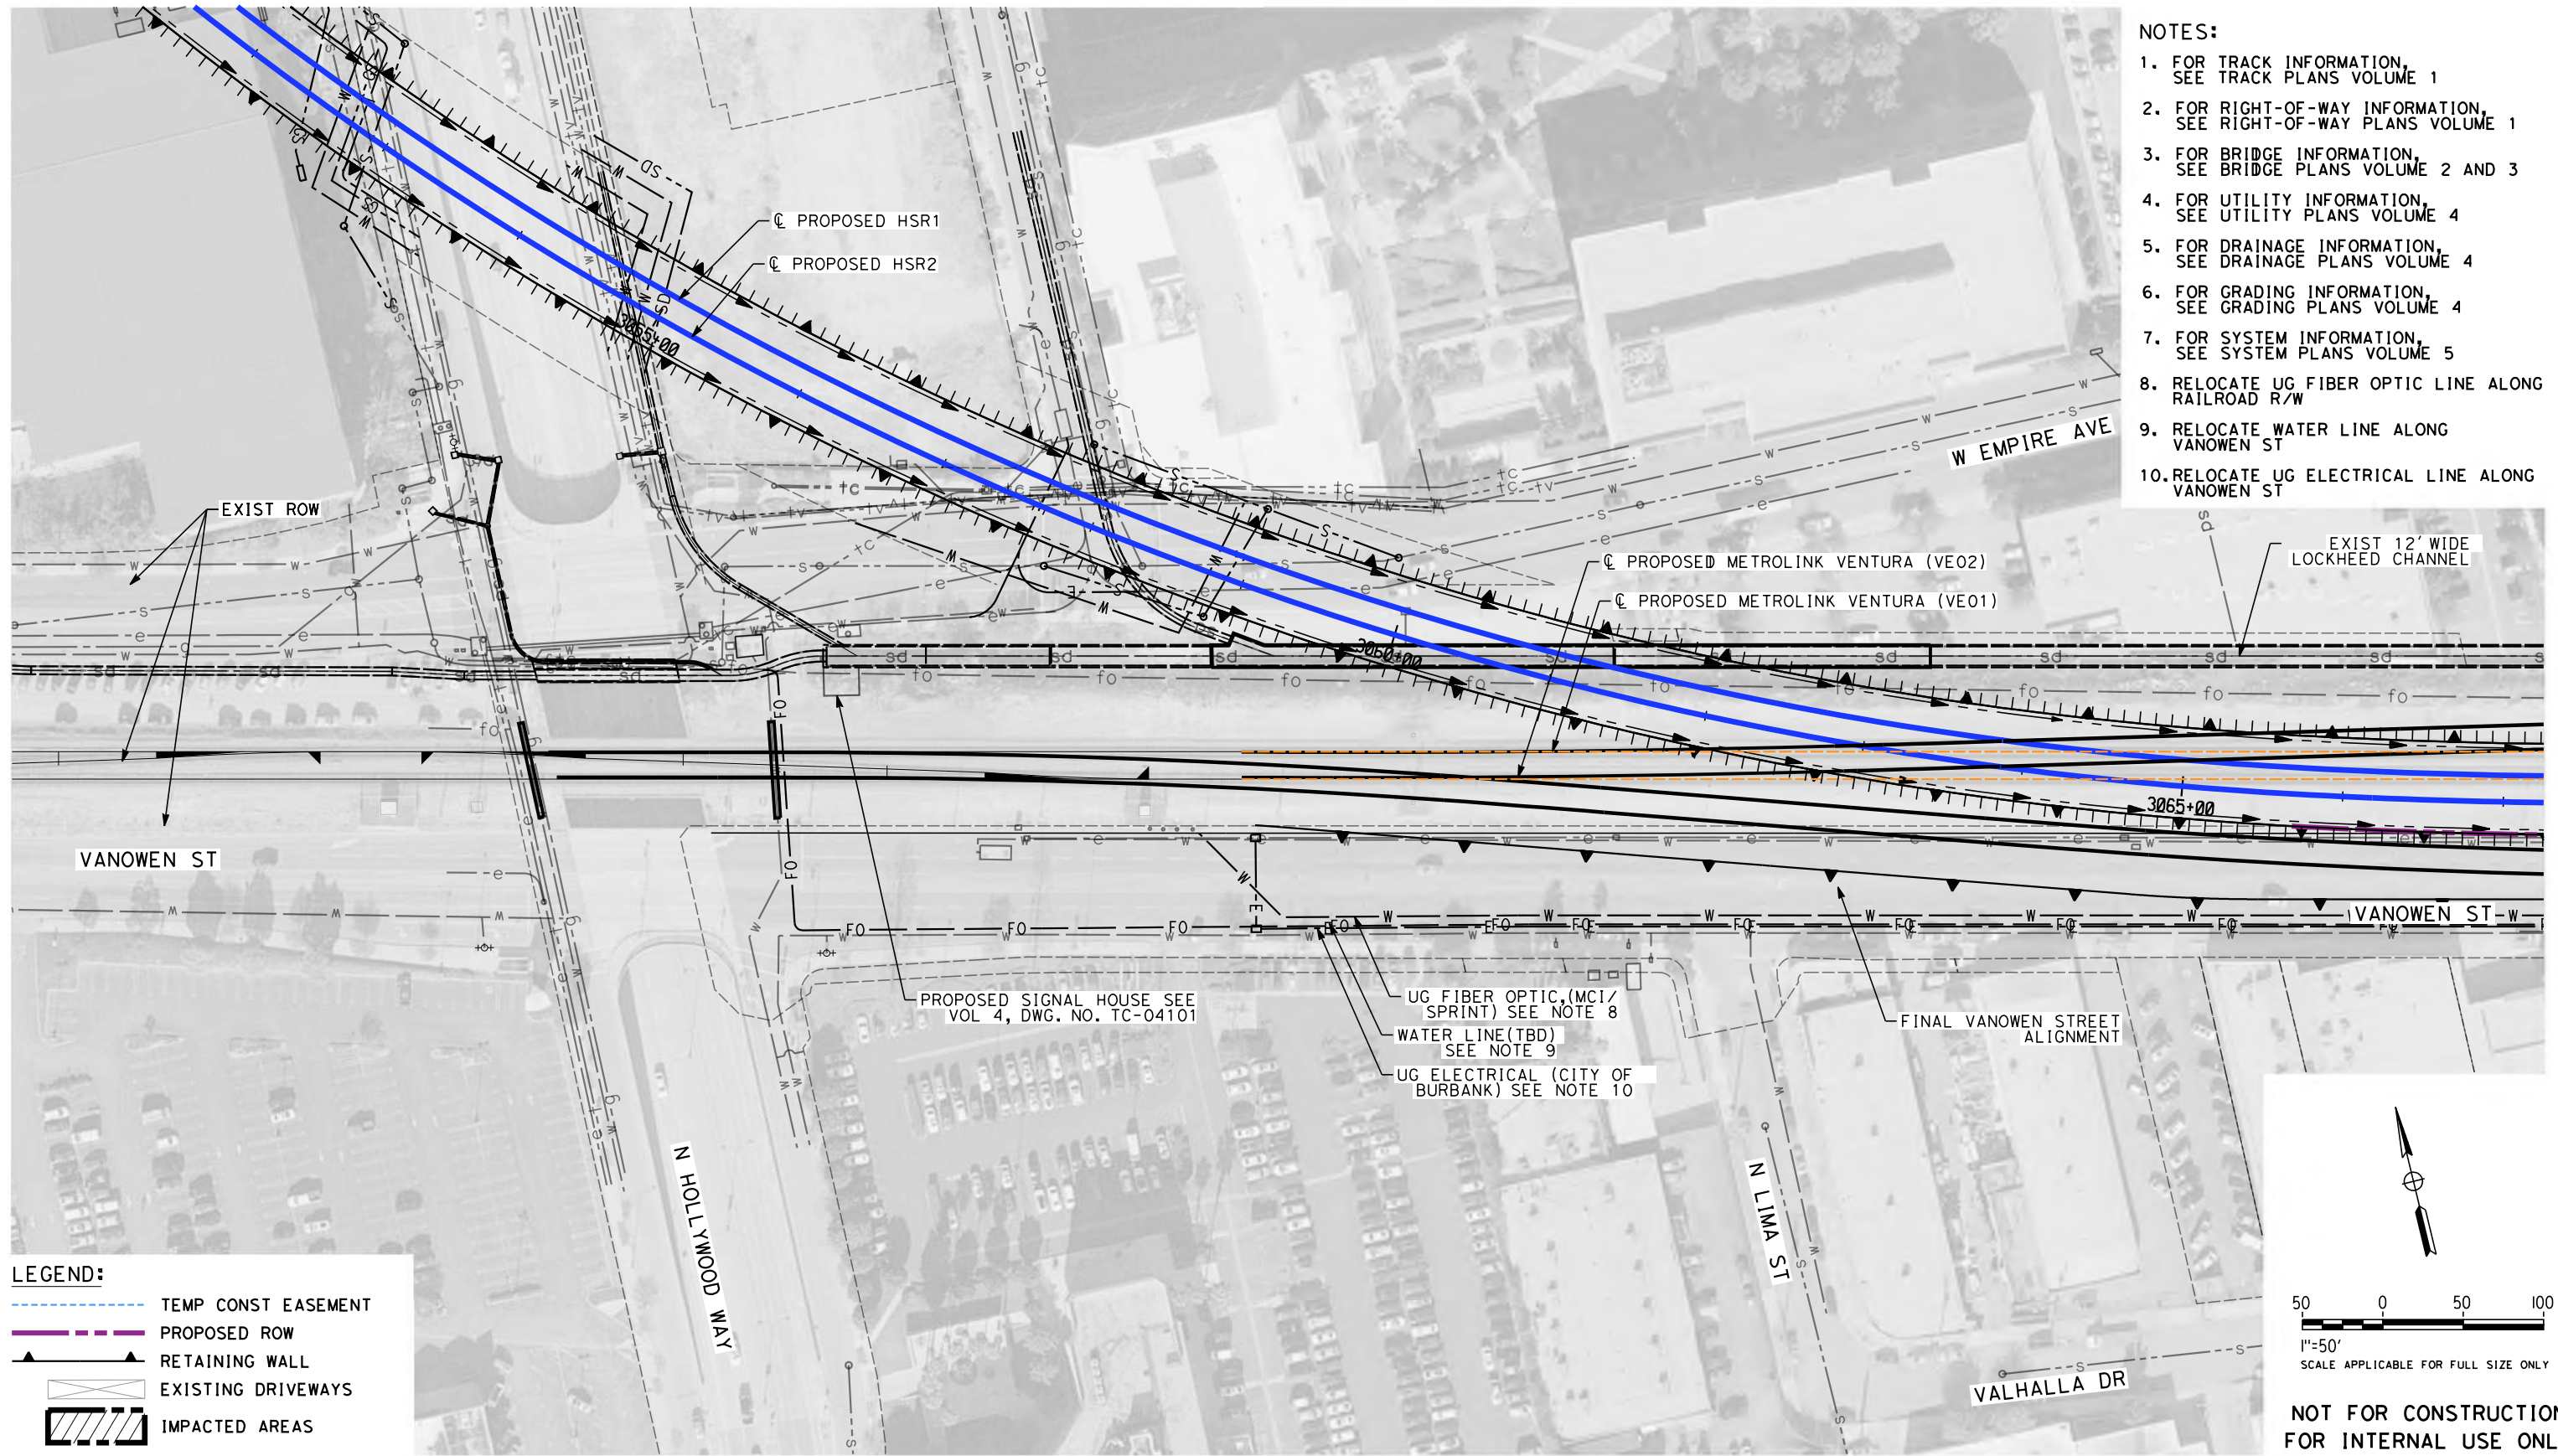 NOTES:
1. FOR TRACK INFORMATION,
SEE TRACK PLANS VOLUME 1
2. FOR RIGHT-OF-WAY INFORMATION,
SEE RIGHT-OF-WAY PLANS VOLUME 1
3. FOR BRIDGE INFORMATION,
SEE BRIDGE PLANS VOLUME 2 AND 3
4. FOR UTILITY INFORMATION,
SEE UTILITY PLANS VOLUME 4
5. FOR DRAINAGE INFORMATION,
SEE DRAINAGE PLANS VOLUME 4
6. FOR GRADING INFORMATION,
SEE GRADING PLANS VOLUME 4
7. FOR SYSTEM INFORMATION,
SEE SYSTEM PLANS VOLUME 5
8. RELOCATE UG FIBER OPTIC LINE ALONG
RAILROAD R/W
9. RELOCATE WATER LINE ALONG
VANOWEN ST
10. RELOCATE UG ELECTRICAL LINE ALONG
VANOWEN ST
℄ PROPOSED HSR1
℄ PROPOSED HSR2
3065+00
W EMPIRE AVE
EXIST ROW
EXIST 12' WIDE
LOCKHEED CHANNEL
℄ PROPOSED METROLINK VENTURA (VE02)
℄ PROPOSED METROLINK VENTURA (VE01)
3060+00
3065+00
VANOWEN ST
VANOWEN ST
PROPOSED SIGNAL HOUSE SEE
VOL 4, DWG. NO. TC-04101
UG FIBER OPTIC,(MCI/
SPRINT) SEE NOTE 8
WATER LINE(TBD)
SEE NOTE 9
UG ELECTRICAL (CITY OF
BURBANK) SEE NOTE 10
FINAL VANOWEN STREET
ALIGNMENT
N HOLLYWOOD WAY
N LIMA ST
VALHALLA DR
LEGEND:
TEMP CONST EASEMENT
PROPOSED ROW
RETAINING WALL
EXISTING DRIVEWAYS
IMPACTED AREAS
50 0 50 100
1"=50'
SCALE APPLICABLE FOR FULL SIZE ONLY
NOT FOR CONSTRUCTION
FOR INTERNAL USE ONL